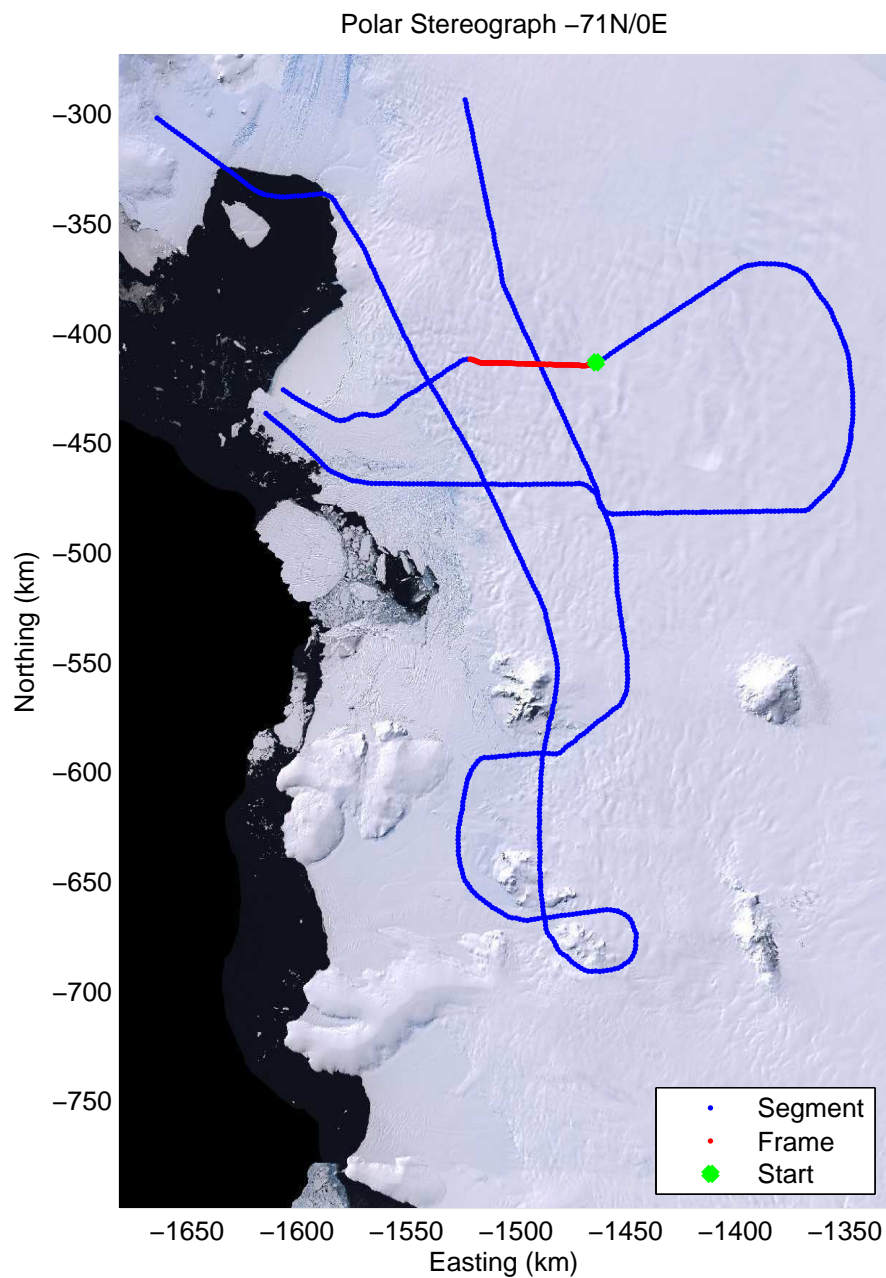 Polar Stereograph −71N/0E
−300
−350
−400
−450
−500
−550
−600
−650
−700
−750
Northing (km)
Segment
Frame
Start
−1650 −1600 −1550 −1500 −1450 −1400 −1350
Easting (km)